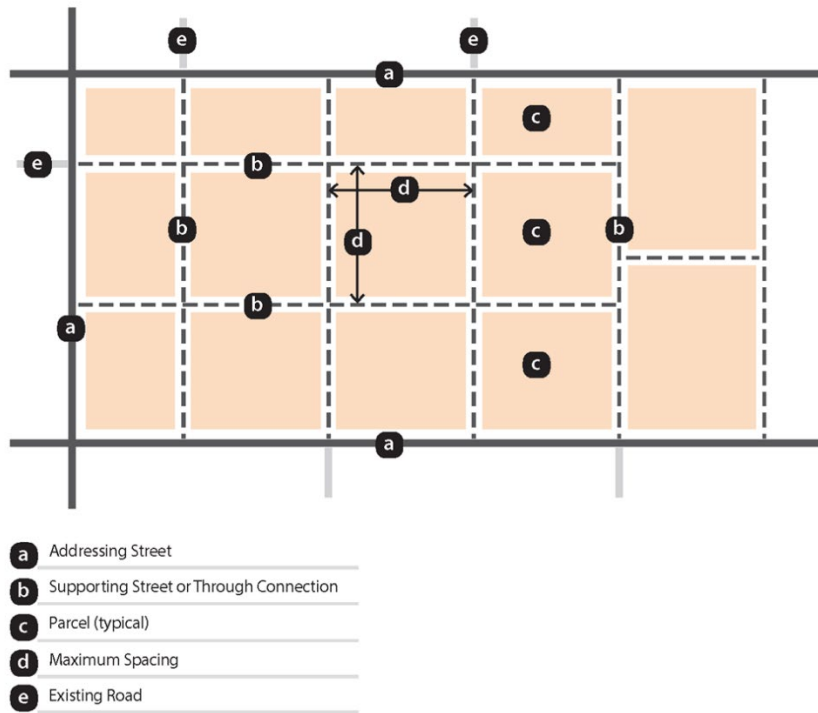 e
e
a
c
e
b
d
b
c
b
d
b
a
c
a
a Addressing Street
b Supporting Street or Through Connection
c Parcel (typical)
d Maximum Spacing
e Existing Road